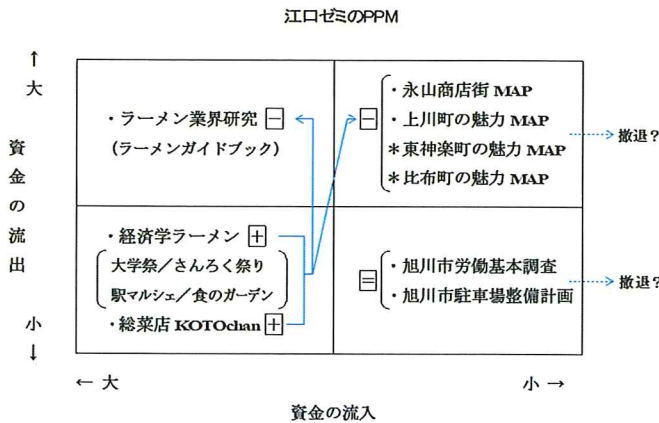 江口ゼミのPPM
↑
大
資金の流出
小
↓
・ラーメン業界研究 −
(ラーメンガイドブック)
−
・永山商店街 MAP
・上川町の魅力 MAP
＊東神楽町の魅力 MAP
＊比布町の魅力 MAP
撤退?
・経済学ラーメン +
大学祭／さんろく祭り
駅マルシェ／食のガーデン
・総菜店 KOTOchan +
=
・旭川市労働基本調査
・旭川市駐車場整備計画
撤退?
← 大
小 →
資金の流入